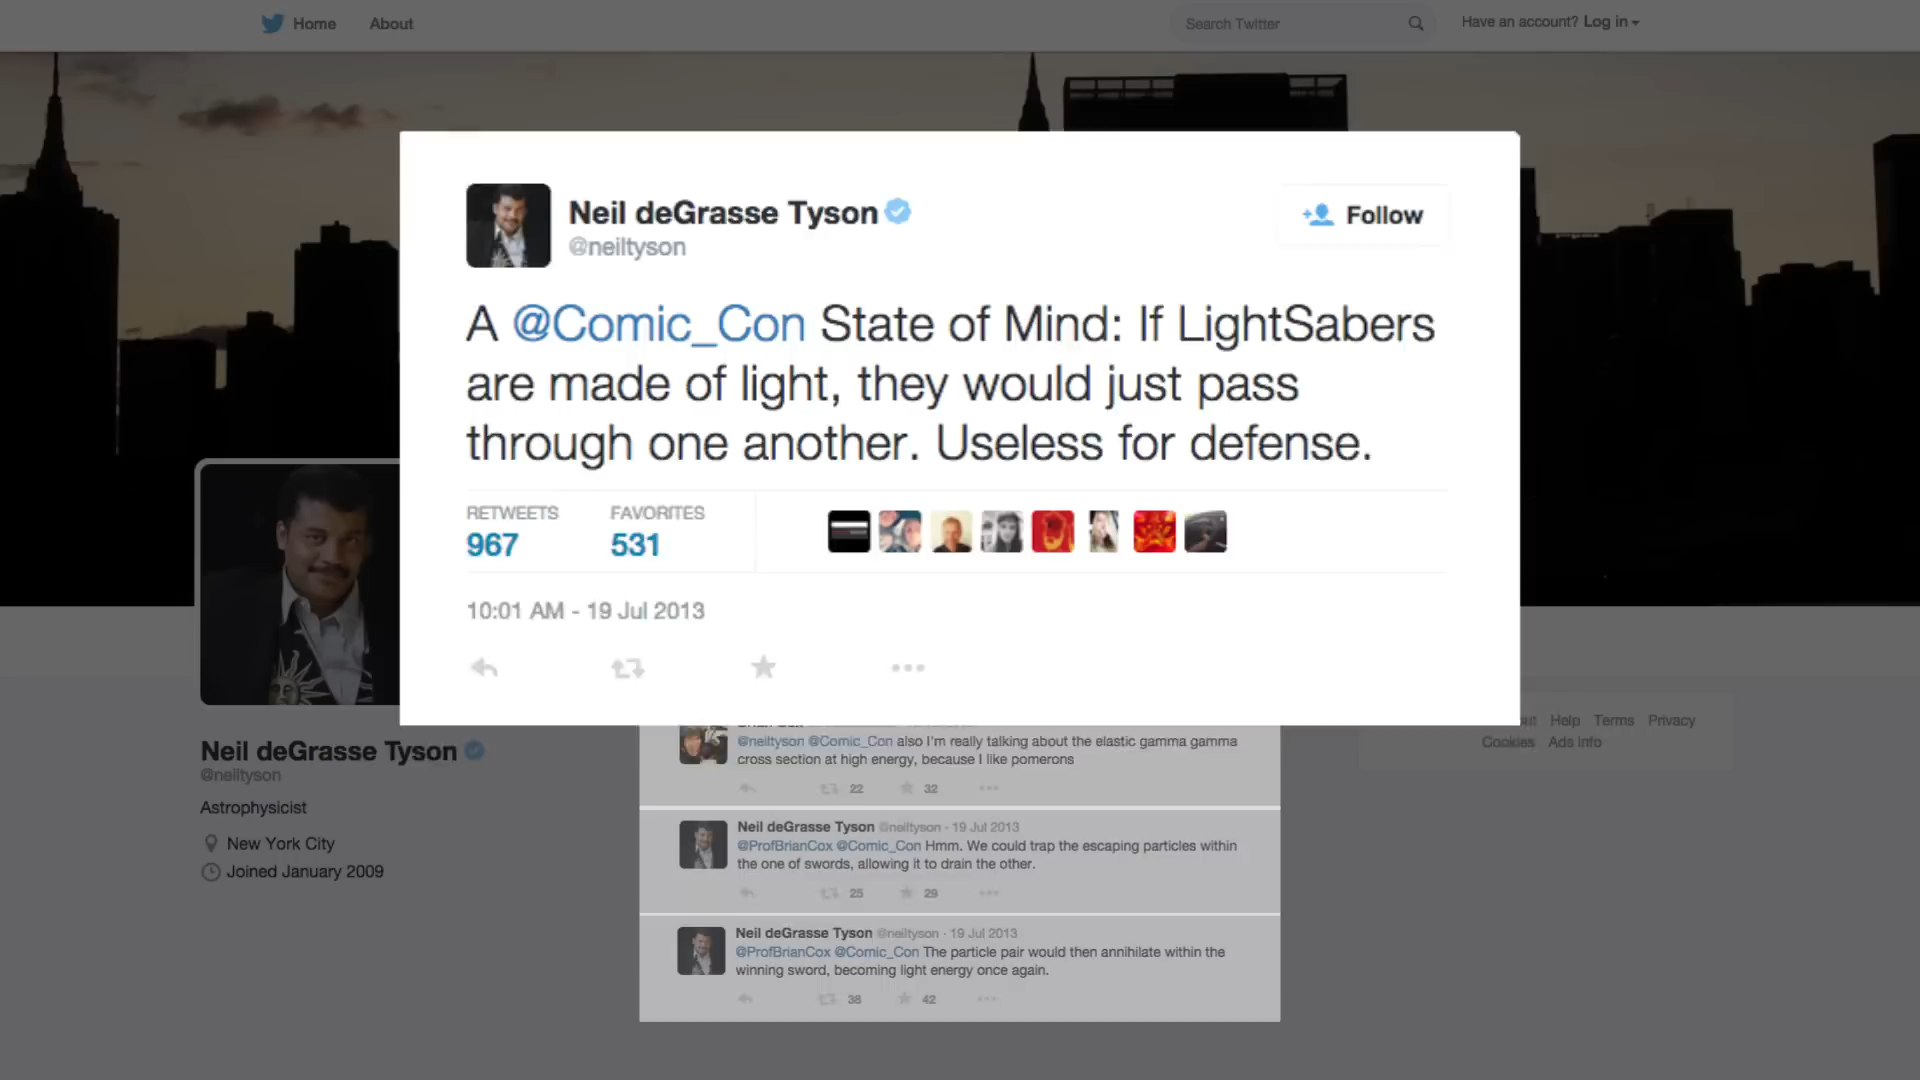 Home About
Search Twitter
Have an account? Log in
Neil deGrasse Tyson
@neiltyson
Follow
A @Comic_Con State of Mind: If LightSabers
are made of light, they would just pass
through one another. Useless for defense.
RETWEETS FAVORITES
967 531
10:01 AM - 19 Jul 2013
Neil deGrasse Tyson
@neiltyson
Astrophysicist
New York City
Joined January 2009
@neiltyson @Comic_Con also I'm really talking about the elastic gamma gamma
cross section at high energy, because I like pomerons
22 32
Neil deGrasse Tyson @neiltyson - 19 Jul 2013
@ProfBrianCox @Comic_Con Hmm. We could trap the escaping particles within
the one of swords, allowing it to drain the other.
25 29
Neil deGrasse Tyson @neiltyson - 19 Jul 2013
@ProfBrianCox @Comic_Con The particle pair would then annihilate within the
winning sword, becoming light energy once again.
38 42
Help Terms Privacy
Cookies Ads info